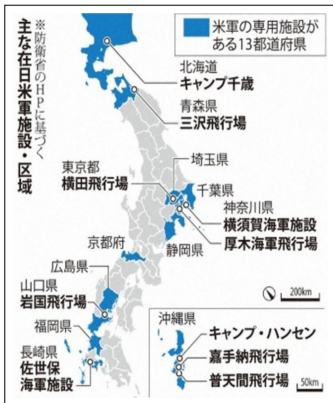 米軍の専用施設が
ある13都道府県
※防衛省のHPに基づく
主な在日米軍施設・区域
北海道
キャンプ千歳
青森県
三沢飛行場
埼玉県
東京都
横田飛行場
千葉県
神奈川県
横須賀海軍施設
厚木海軍飛行場
京都府
静岡県
広島県
山口県
岩国飛行場
福岡県
長崎県
佐世保
海軍施設
200km
沖縄県
キャンプ・ハンセン
嘉手納飛行場
普天間飛行場
50km